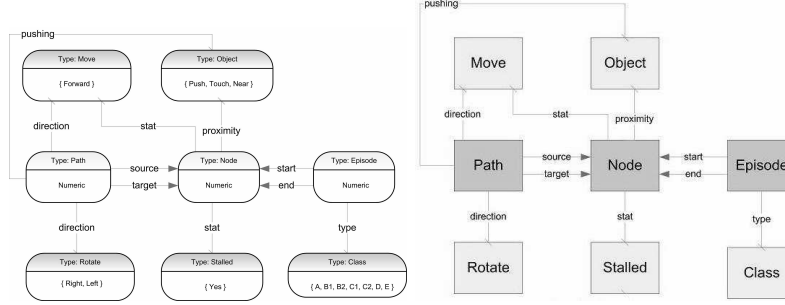 pushing
Type: Move
{ Forward }
Type: Object
{ Push, Touch, Near }
direction
stat
proximity
Type: Path
Numeric
source
target
Type: Node
Numeric
start
end
Type: Episode
Numeric
direction
stat
type
Type: Rotate
{ Right, Left }
Type: Stalled
{ Yes }
Type: Class
{ A, B1, B2, C1, C2, D, E }
pushing
Move
Object
direction
stat
proximity
Path
source
target
Node
start
end
Episode
direction
stat
type
Rotate
Stalled
Class